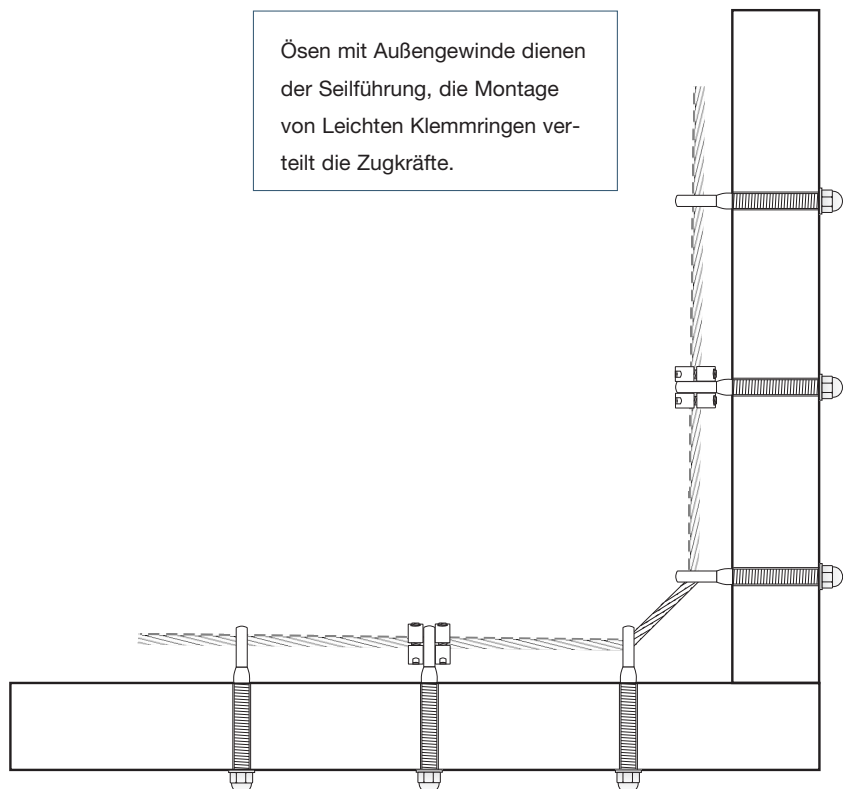 Ösen mit Außengewinde dienen
der Seilführung, die Montage
von Leichten Klemmringen ver-
teilt die Zugkräfte.